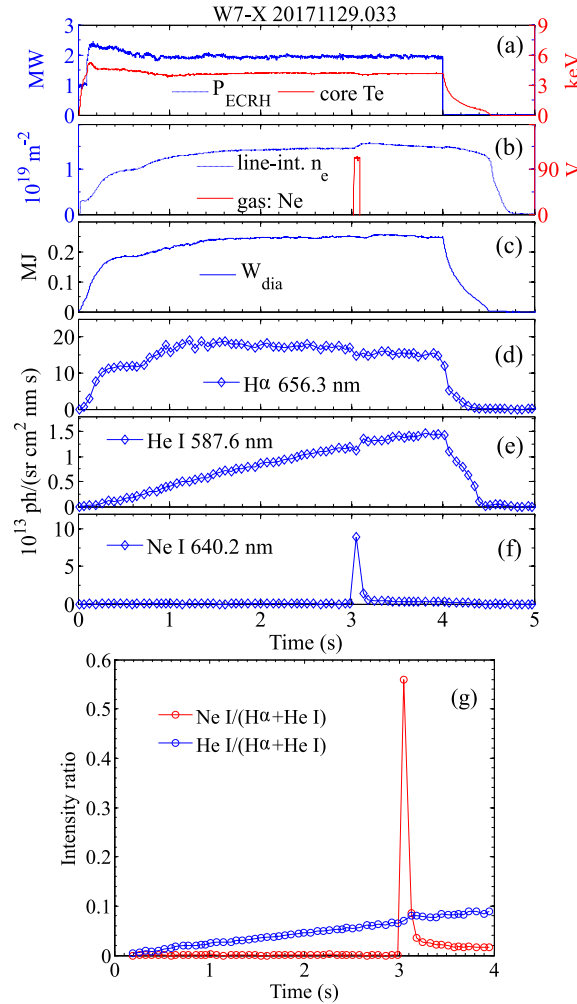 W7-X 20171129.033
3 9
(a)
2 6
MW keV
1 3
P_ECRH core Te
0 0
(b)
10^19 m^-2 1 90 V
line-int. n_e
gas: Ne
0 0
(c)
0.2
MJ
0.1 W_dia
0
20 (d)
10 Hα 656.3 nm
0
1.5 He I 587.6 nm (e)
1
0.5
0
10^13 ph/(sr cm^2 nm s)
10 Ne I 640.2 nm (f)
5
0
0 1 2 3 4 5
Time (s)
0.6
(g)
Ne I/(Hα+He I)
0.5
He I/(Hα+He I)
0.4
Intensity ratio
0.3
0.2
0.1
0
0 1 2 3 4
Time (s)